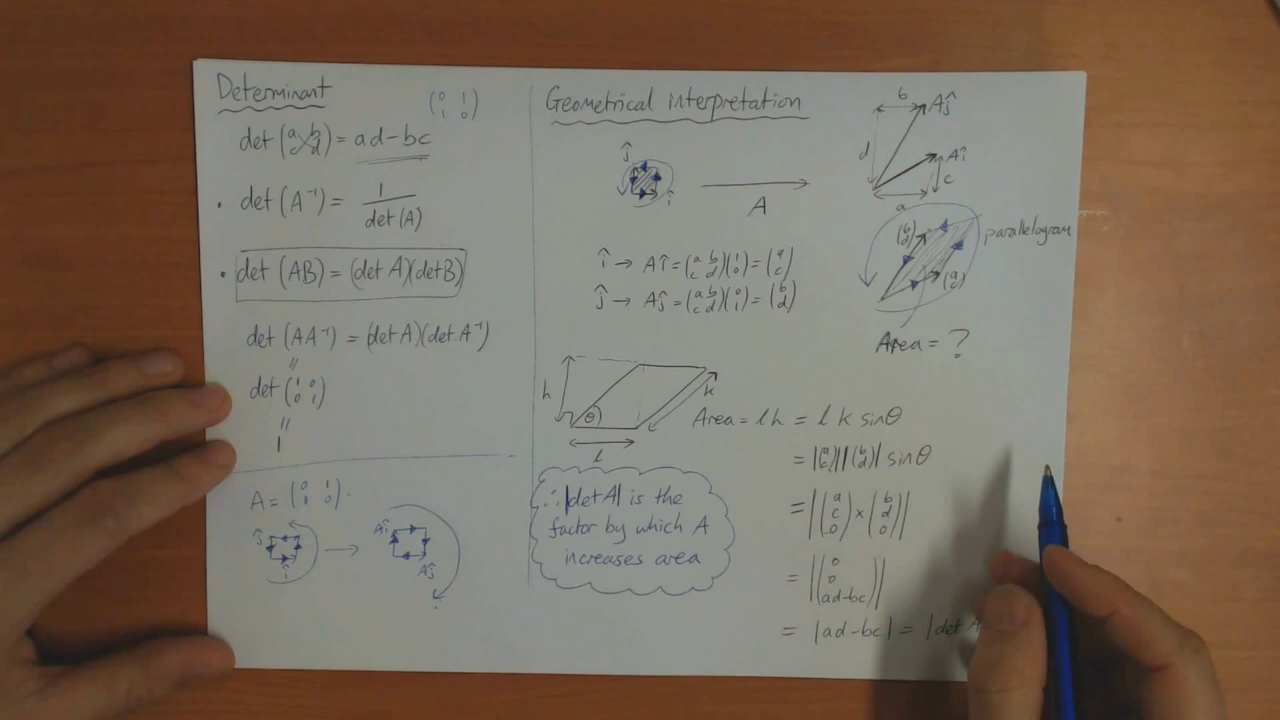 Determinant
(0 1
1 0)
det (a b
c d) = ad-bc
· det (A⁻¹) = 1/det(A)
· det (AB) = (det A)(det B)
det (AA⁻¹) = (det A)(det A⁻¹)
"
det (1 0
0 1)
"
1
A = (0 1
1 0).
ĵ
î
→
Aî
Aĵ
Geometrical interpretation
ĵ
î
A
b
Aĵ
d
Aî
c
a
(b
d)
(a
c)
parallelogram
Area = ?
î → Aî = (a b
c d)(1
0) = (a
c)
ĵ → Aĵ = (a b
c d)(0
1) = (b
d)
h
θ
l
k
Area = lh = l k sinθ
= |(a
b)||(b
d)| sinθ
= |(a
c
0) × (b
d
0)|
= |(0
0
ad-bc)|
= |ad-bc| = |det A
∴ |det A| is the
factor by which A
increases area